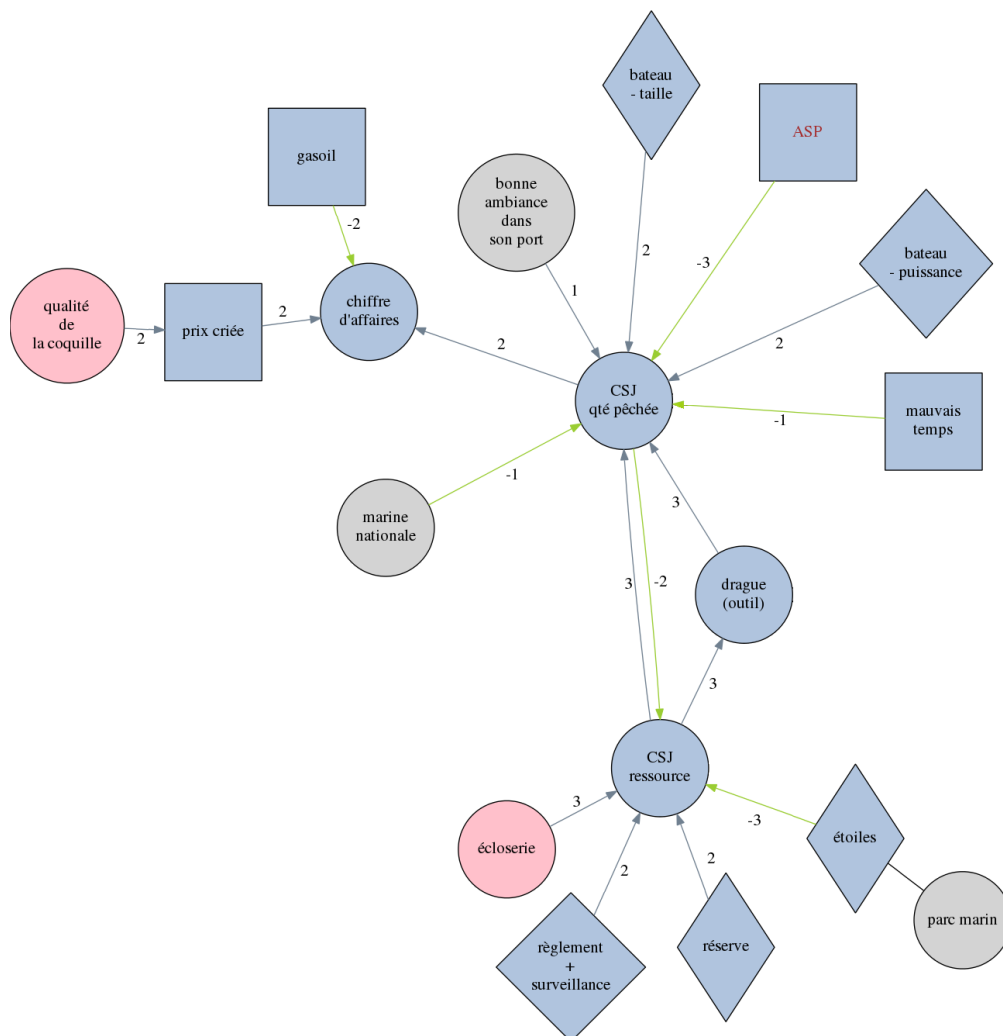 bateau
- taille
ASP
gasoil
-2
bonne
ambiance
dans
son port
2
-3
bateau
- puissance
qualité
de
la coquille
2
prix criée
2
chiffre
d'affaires
1
2
2
CSJ
qté pêchée
-1
mauvais
temps
marine
nationale
-1
3
3
-2
drague
(outil)
3
CSJ
ressource
écloserie
3
-3
étoiles
2
2
parc marin
règlement
+
surveillance
réserve